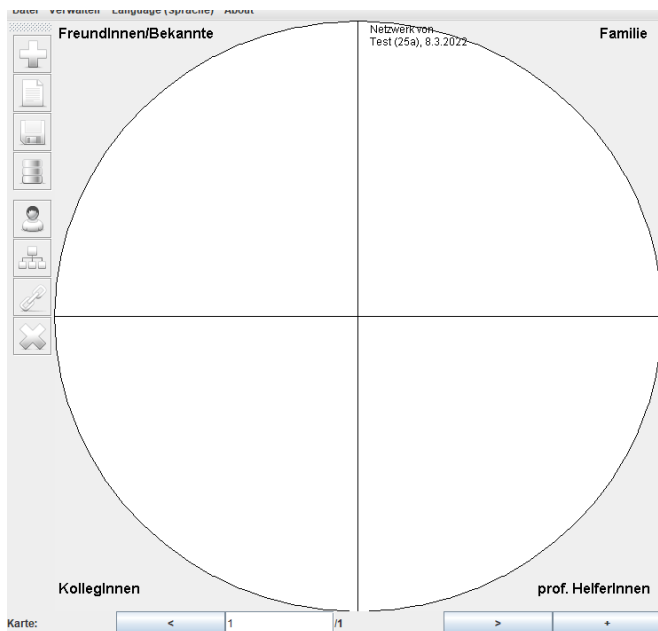 Datei Verwalten Language (Sprache) About
FreundInnen/Bekannte
Netzwerk von
Test (25a), 8.3.2022
Familie
KollegInnen
prof. HelferInnen
Karte: < 1 /1 > +